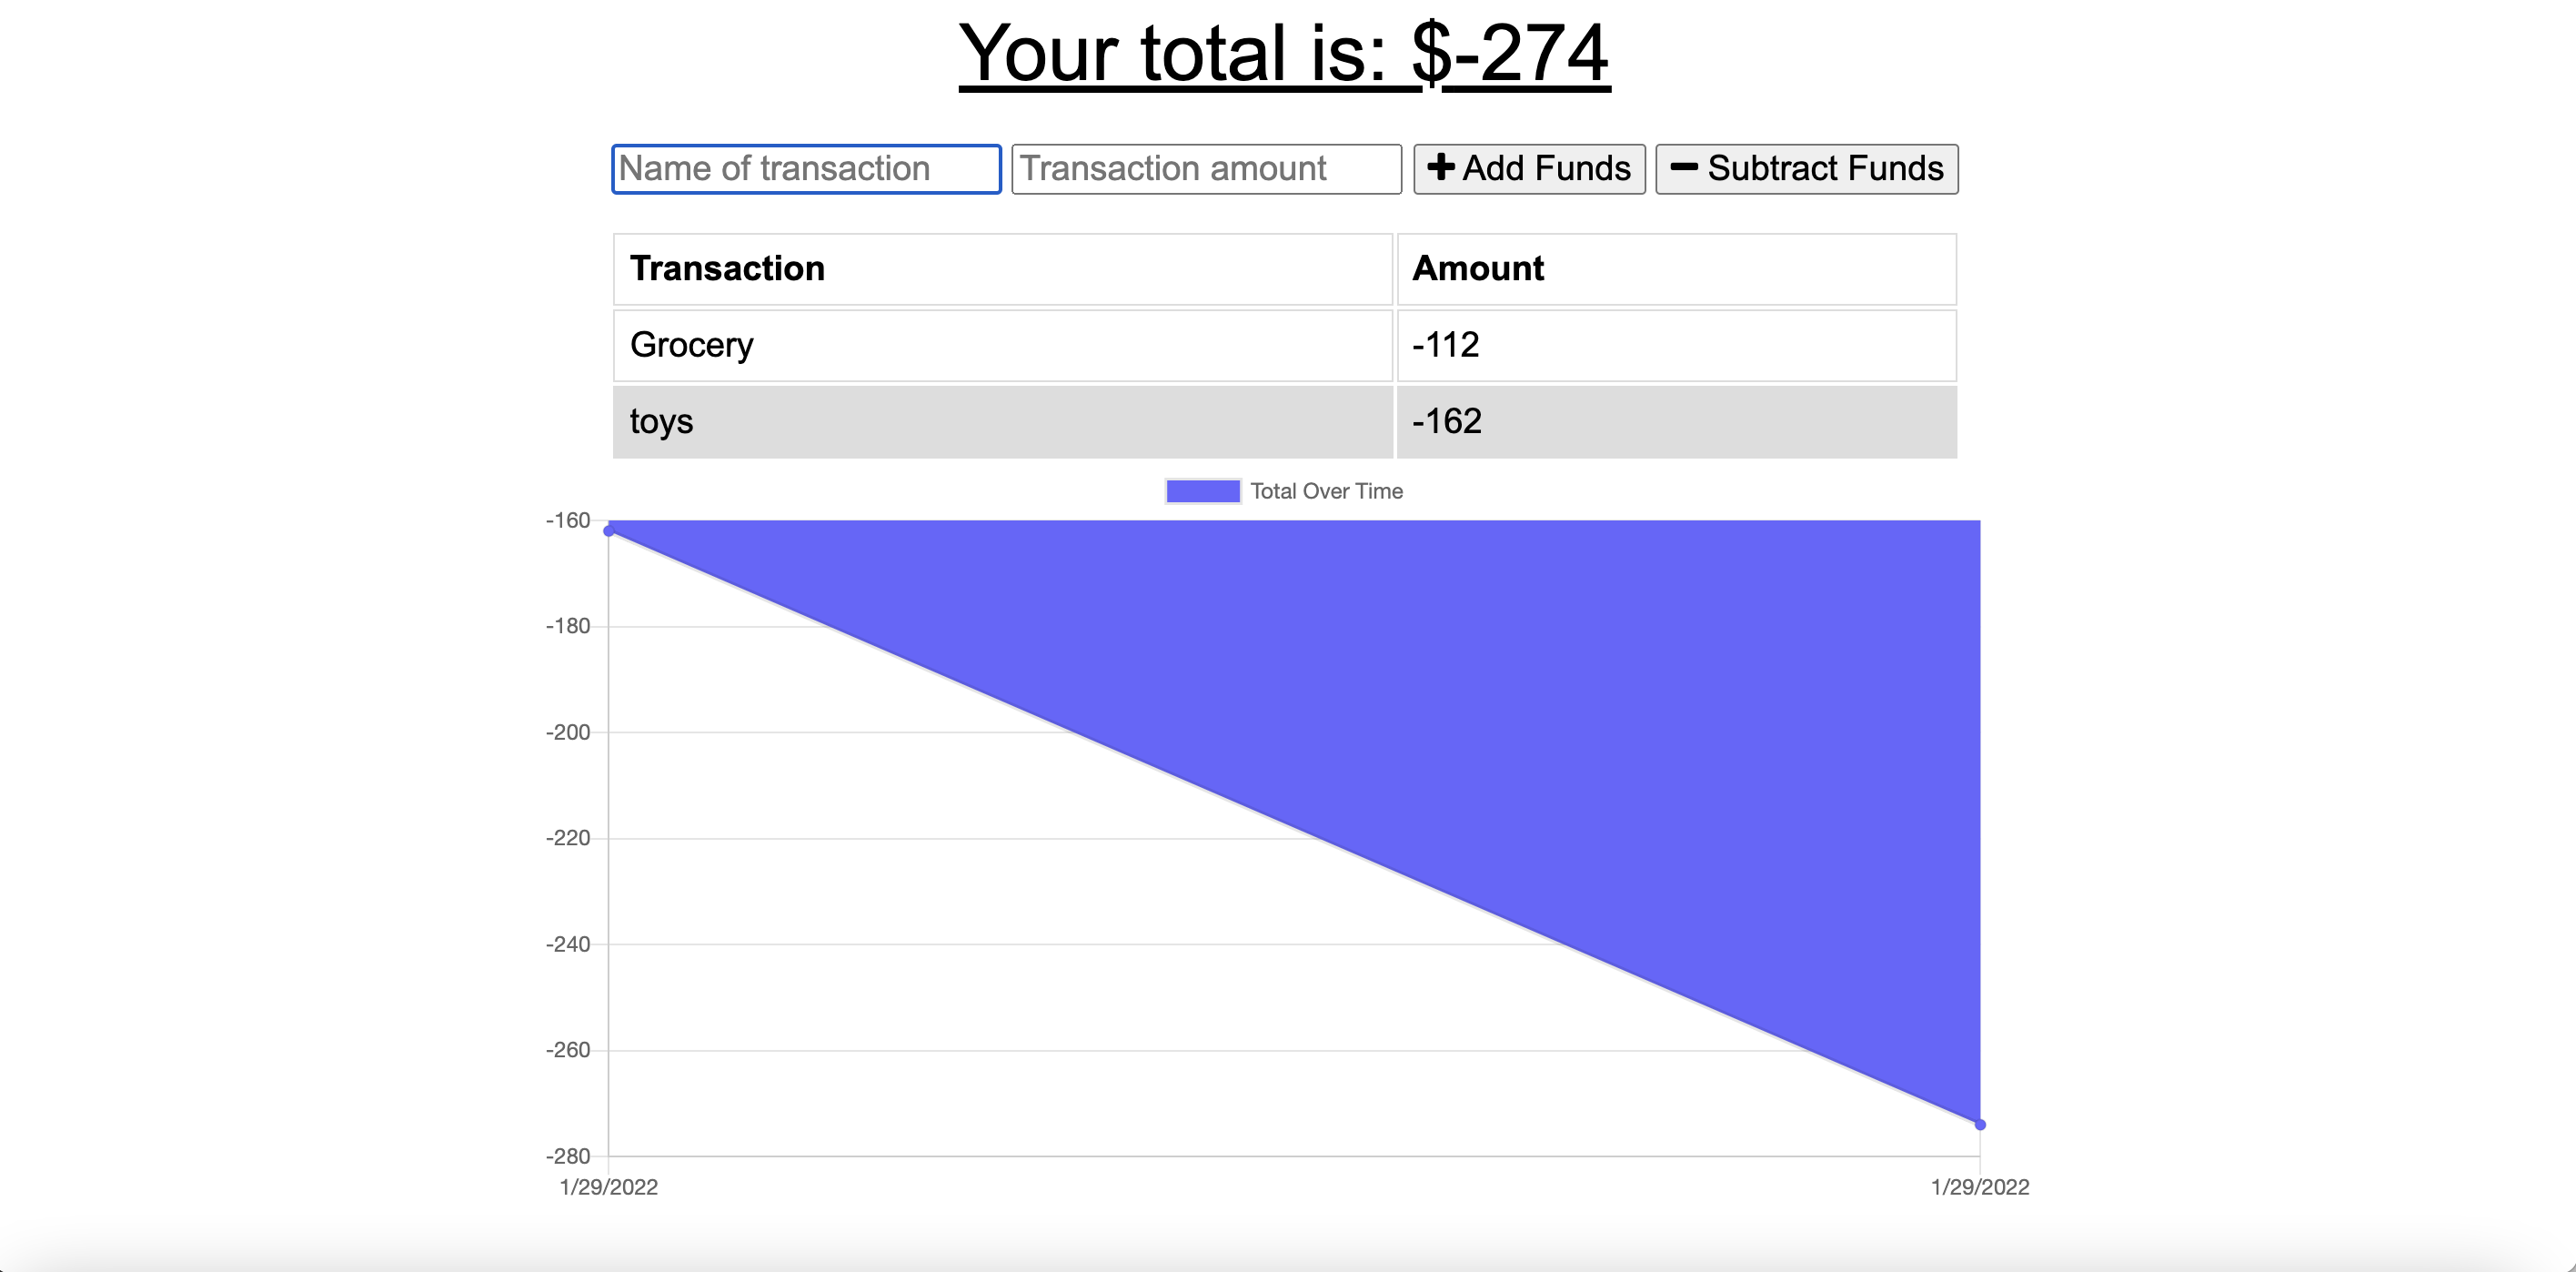 Your total is: $-274
Name of transaction Transaction amount Add Funds Subtract Funds
Transaction Amount
Grocery -112
toys -162
Total Over Time
-160
-180
-200
-220
-240
-260
-280
1/29/2022 1/29/2022